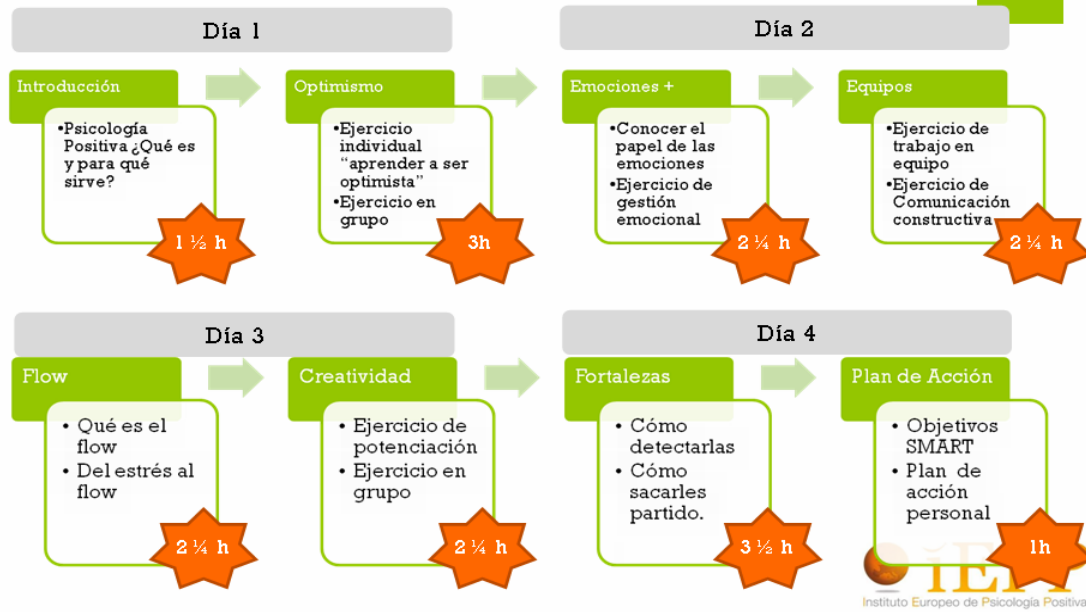 Día 1
Introducción
•Psicología
Positiva ¿Qué es
y para qué
sirve?
1 ½ h
Optimismo
•Ejercicio
individual
“aprender a ser
optimista”
•Ejercicio en
grupo
3h
Día 2
Emociones +
•Conocer el
papel de las
emociones
•Ejercicio de
gestión
emocional
2 ¼ h
Equipos
•Ejercicio de
trabajo en
equipo
•Ejercicio de
Comunicación
constructiva
2 ¼ h
Día 3
Flow
• Qué es el
flow
• Del estrés al
flow
2 ¼ h
Creatividad
• Ejercicio de
potenciación
• Ejercicio en
grupo
2 ¼ h
Día 4
Fortalezas
• Cómo
detectarlas
• Cómo
sacarles
partido.
3 ½ h
Plan de Acción
• Objetivos
SMART
• Plan de
acción
personal
1h
Instituto Europeo de Psicología Positiva